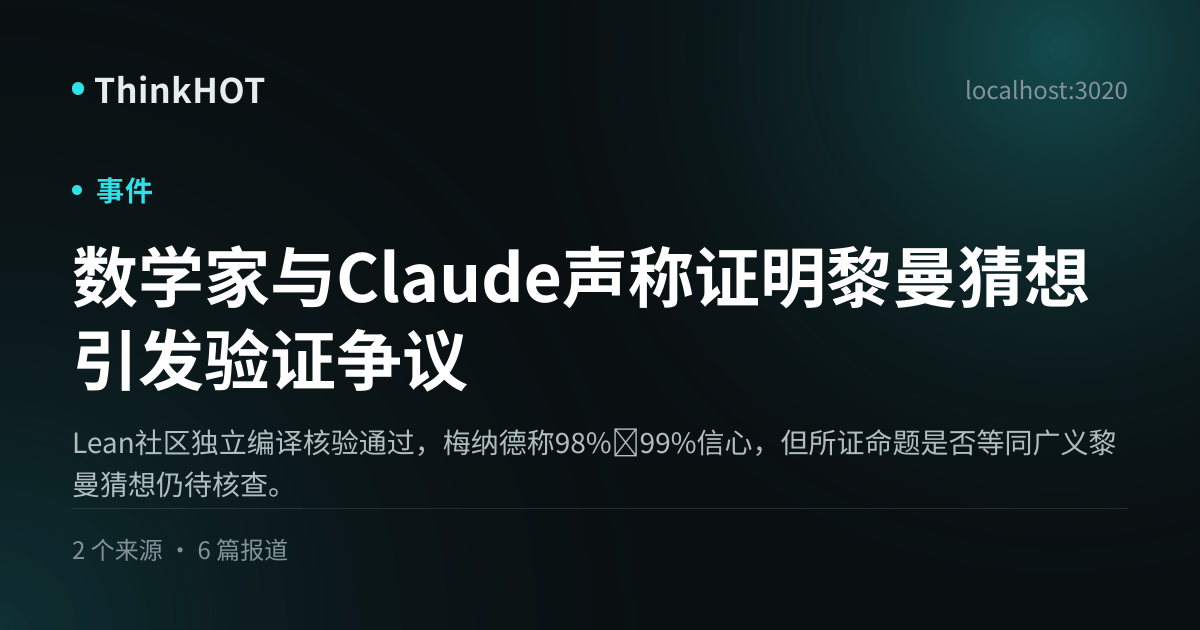 ThinkHOT
localhost:3020
事件
数学家与Claude声称证明黎曼猜想
引发验证争议
Lean社区独立编译核验通过，梅纳德称98%☒99%信心，但所证命题是否等同广义黎
曼猜想仍待核查。
2 个来源 · 6 篇报道